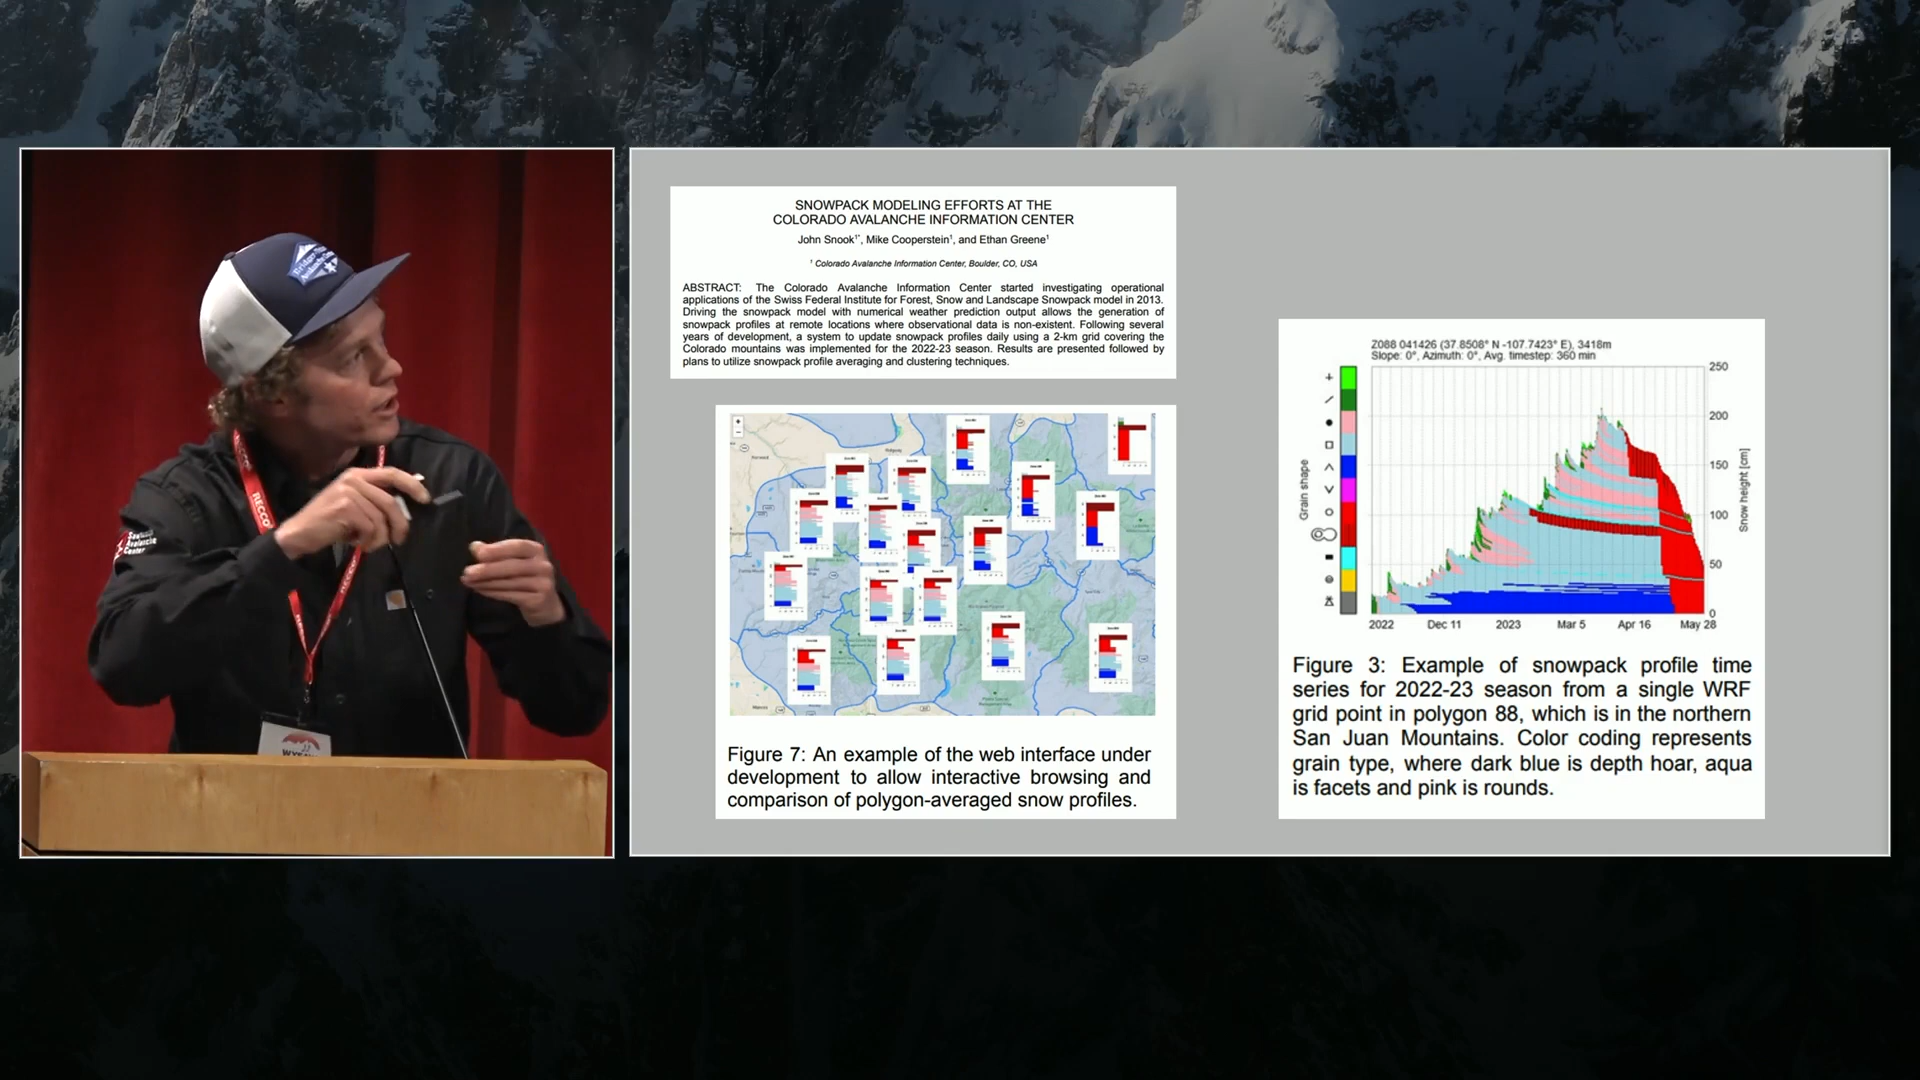 Bridger-Teton
Avalanche Center
RECCO
RECCO
Avalanche
Center
SNOWPACK MODELING EFFORTS AT THE
COLORADO AVALANCHE INFORMATION CENTER
John Snook¹*, Mike Cooperstein¹, and Ethan Greene¹
¹ Colorado Avalanche Information Center, Boulder, CO, USA
ABSTRACT: The Colorado Avalanche Information Center started investigating operational
applications of the Swiss Federal Institute for Forest, Snow and Landscape Snowpack model in 2013.
Driving the snowpack model with numerical weather prediction output allows the generation of
snowpack profiles at remote locations where observational data is non-existent. Following several
years of development, a system to update snowpack profiles daily using a 2-km grid covering the
Colorado mountains was implemented for the 2022-23 season. Results are presented followed by
plans to utilize snowpack profile averaging and clustering techniques.
Figure 7: An example of the web interface under
development to allow interactive browsing and
comparison of polygon-averaged snow profiles.
Z088 041426 (37.8508° N -107.7423° E), 3418m
Slope: 0°, Azimuth: 0°, Avg. timestep: 360 min
250
200
150
100
50
0
Grain shape
Snow height [cm]
2022 Dec 11 2023 Mar 5 Apr 16 May 28
Figure 3: Example of snowpack profile time
series for 2022-23 season from a single WRF
grid point in polygon 88, which is in the northern
San Juan Mountains. Color coding represents
grain type, where dark blue is depth hoar, aqua
is facets and pink is rounds.